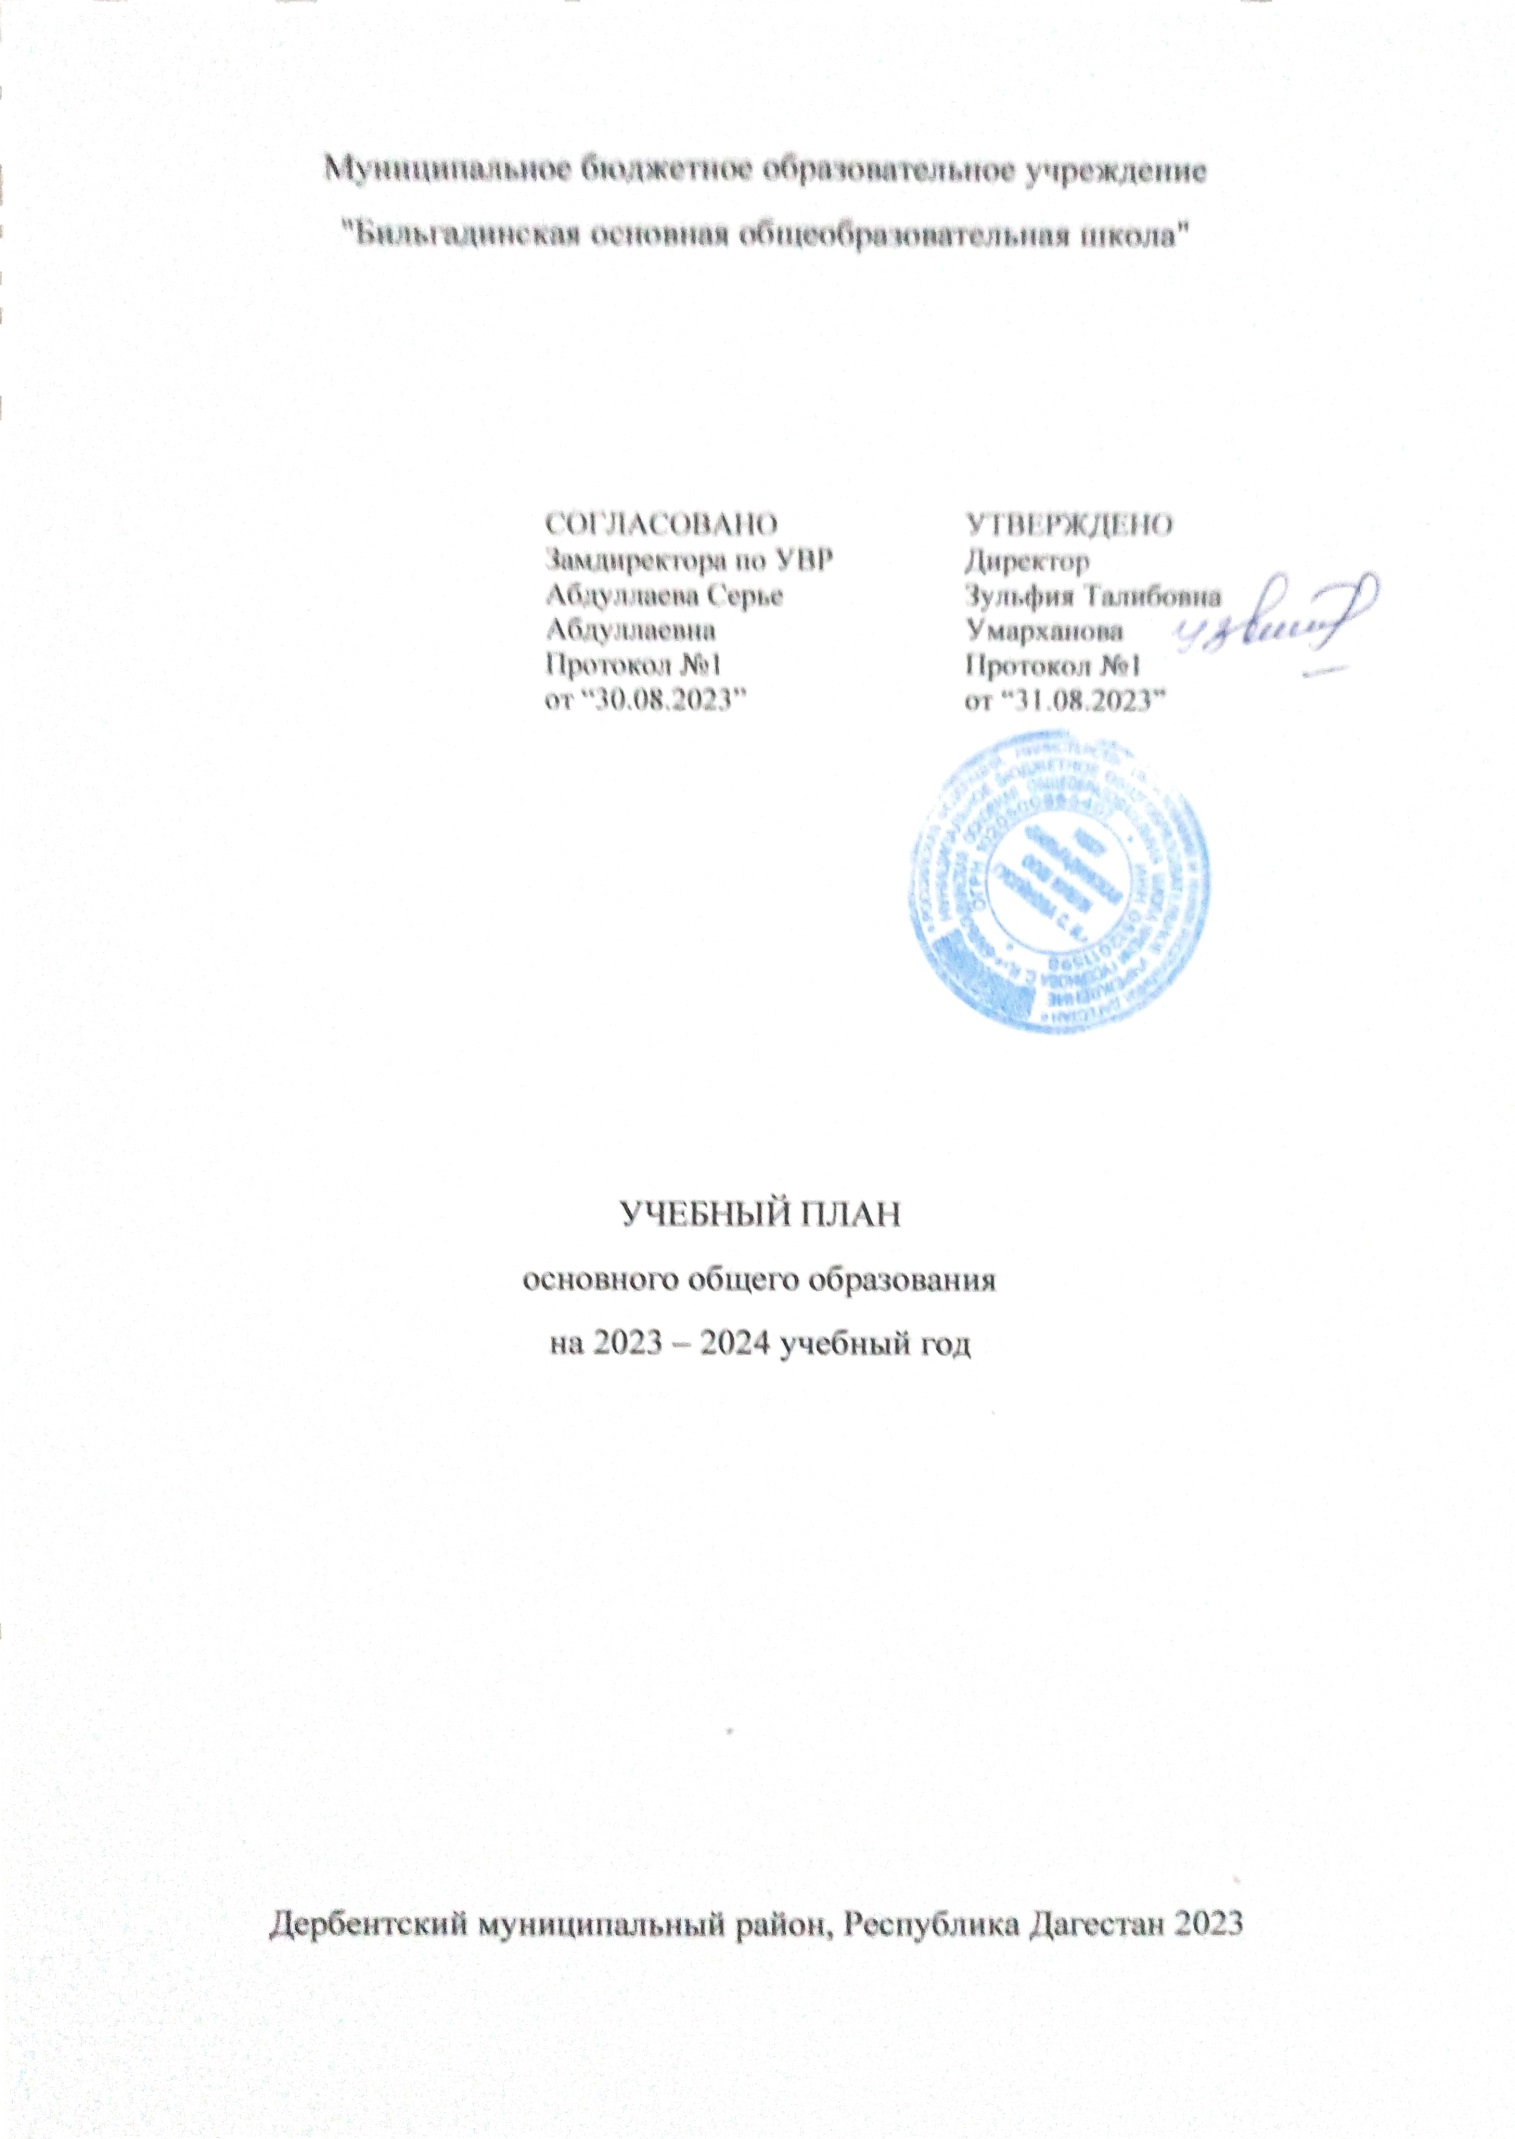 Муниципальное бюджетное образовательное учреждение
"Бильгадинская основная общеобразовательная школа"
СОГЛАСОВАНО
Замдиректора по УВР
Абдуллаева Серье
Абдуллаевна
Протокол №1
от “30.08.2023”
УТВЕРЖДЕНО
Директор
Зульфия Талибовна
Умарханова
Протокол №1
от “31.08.2023”
УЧЕБНЫЙ ПЛАН
основного общего образования
на 2023 – 2024 учебный год
Дербентский муниципальный район, Республика Дагестан 2023